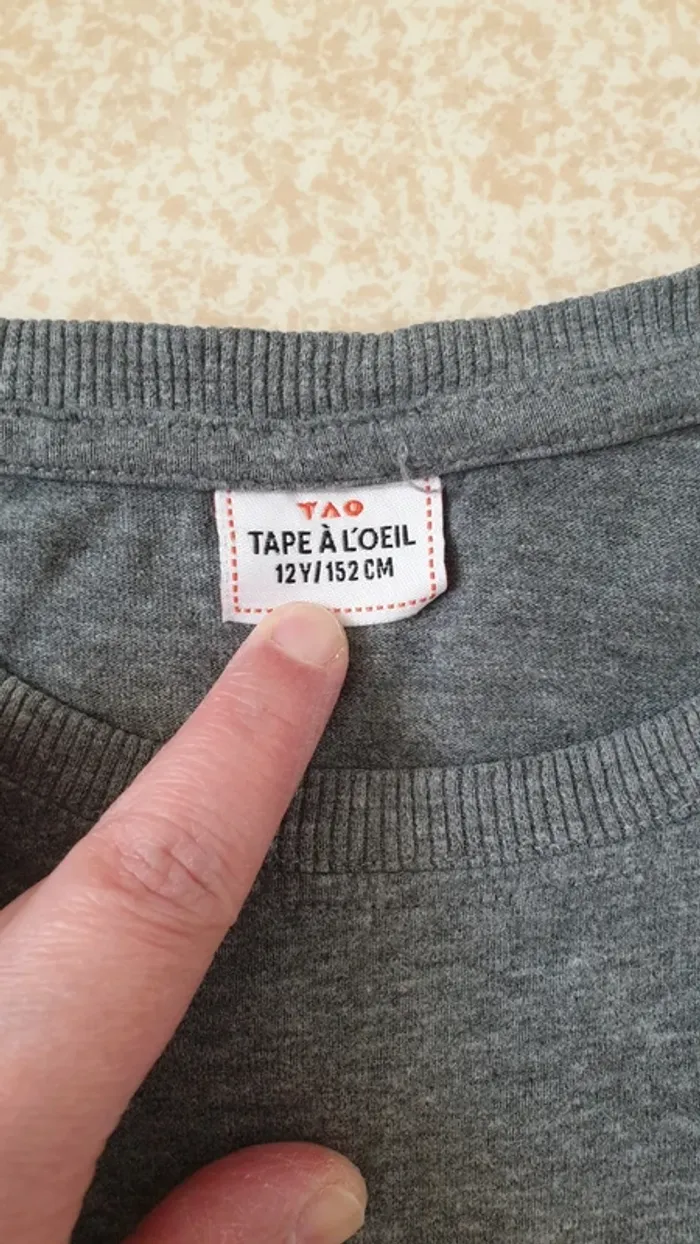 TAO
TAPE À L'OEIL
12Y/152 CM